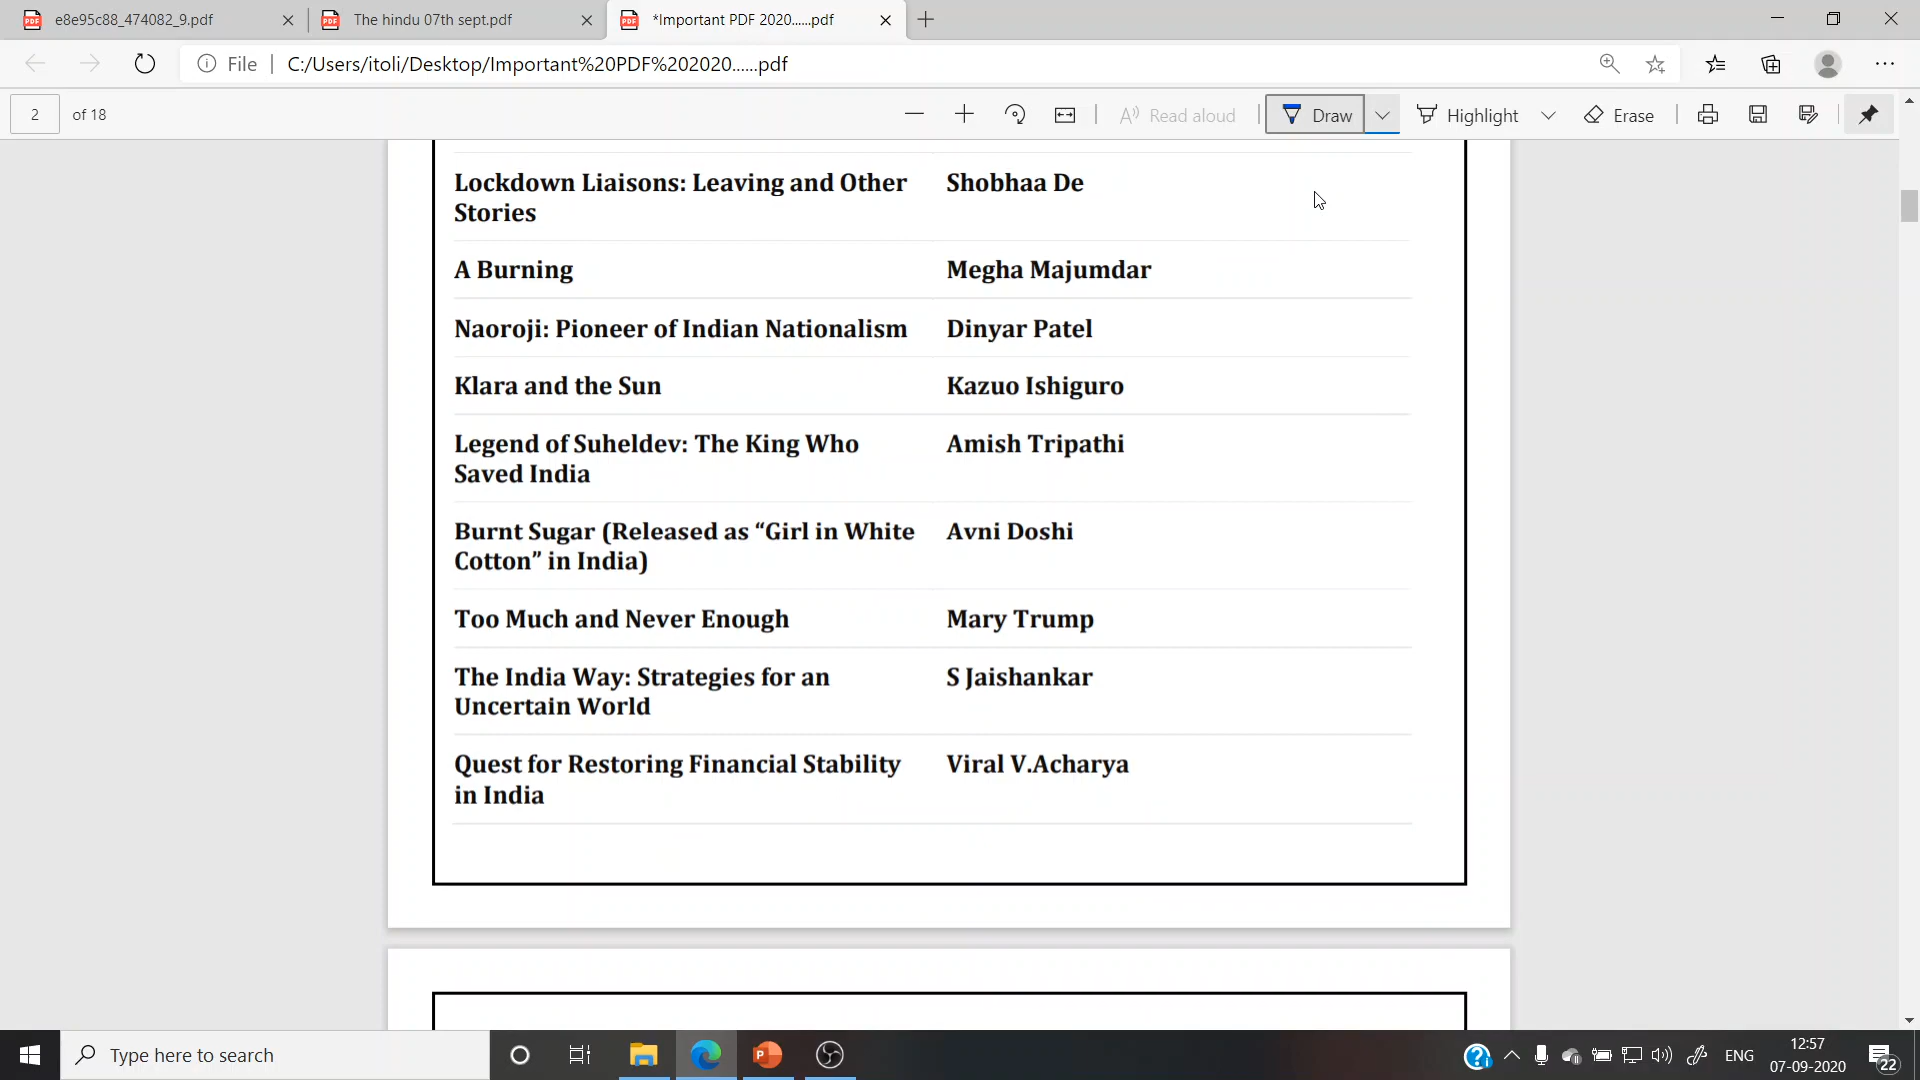 e8e95c88_474082_9.pdf
The hindu 07th sept.pdf
*Important PDF 2020......pdf
File
C:/Users/itoli/Desktop/Important%20PDF%202020......pdf
2 of 18
Read aloud
Draw
Highlight
Erase
Lockdown Liaisons: Leaving and Other Shobhaa De
Stories
A Burning Megha Majumdar
Naoroji: Pioneer of Indian Nationalism Dinyar Patel
Klara and the Sun Kazuo Ishiguro
Legend of Suheldev: The King Who Amish Tripathi
Saved India
Burnt Sugar (Released as “Girl in White Avni Doshi
Cotton” in India)
Too Much and Never Enough Mary Trump
The India Way: Strategies for an S Jaishankar
Uncertain World
Quest for Restoring Financial Stability Viral V.Acharya
in India
Type here to search
ENG
12:57
07-09-2020
22